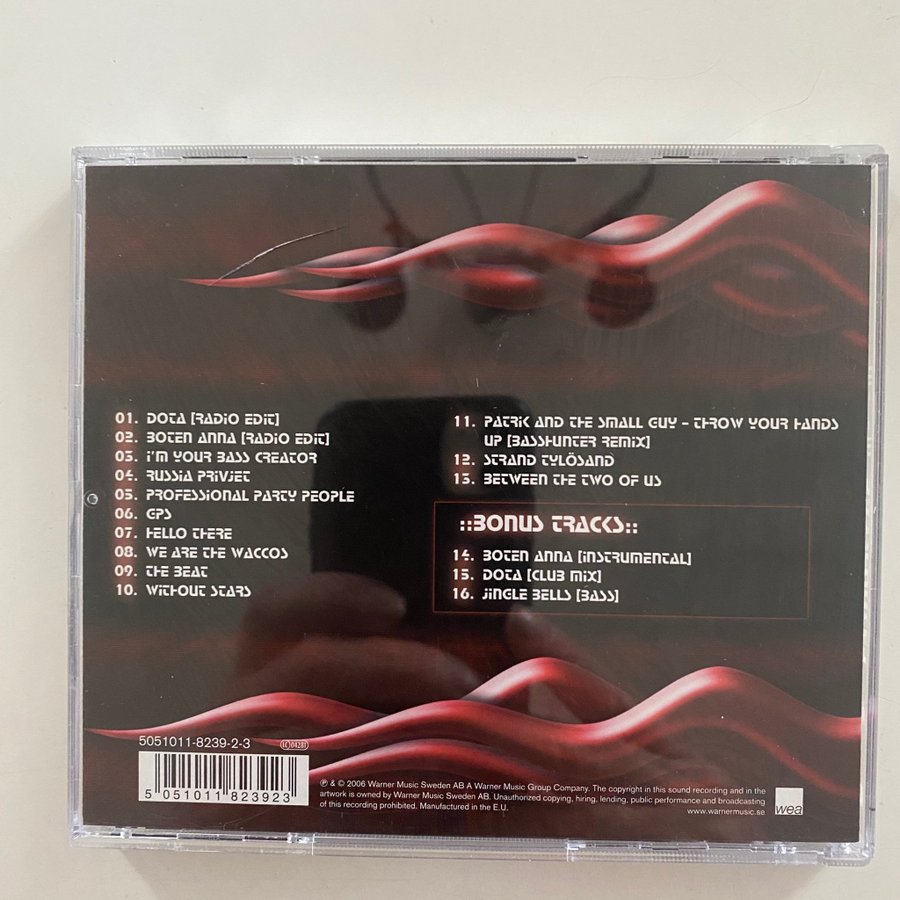 01. DOTA [RADIO EDIT]
02. BOTEN ANNA [RADIO EDIT]
03. I'M YOUR BASS CREATOR
04. RUSSIA PRIVJET
05. PROFESSIONAL PARTY PEOPLE
06. GPS
07. HELLO THERE
08. WE ARE THE WACCOS
09. THE BEAT
10. WITHOUT STARS
11. PATRIK AND THE SMALL GUY - THROW YOUR HANDS
UP [BASSHUNTER REMIX]
12. STRAND TYLÖSAND
13. BETWEEN THE TWO OF US
::BONUS TRACKS::
14. BOTEN ANNA [INSTRUMENTAL]
15. DOTA [CLUB MIX]
16. JINGLE BELLS [BASS]
5051011-8239-2-3
LC 04281
5 051011 823923
℗ & © 2006 Warner Music Sweden AB A Warner Music Group Company. The copyright in this sound recording and in the
artwork is owned by Warner Music Sweden AB. Unauthorized copying, hiring, lending, public performance and broadcasting
of this recording prohibited. Manufactured in the E.U.
www.warnermusic.se
wea